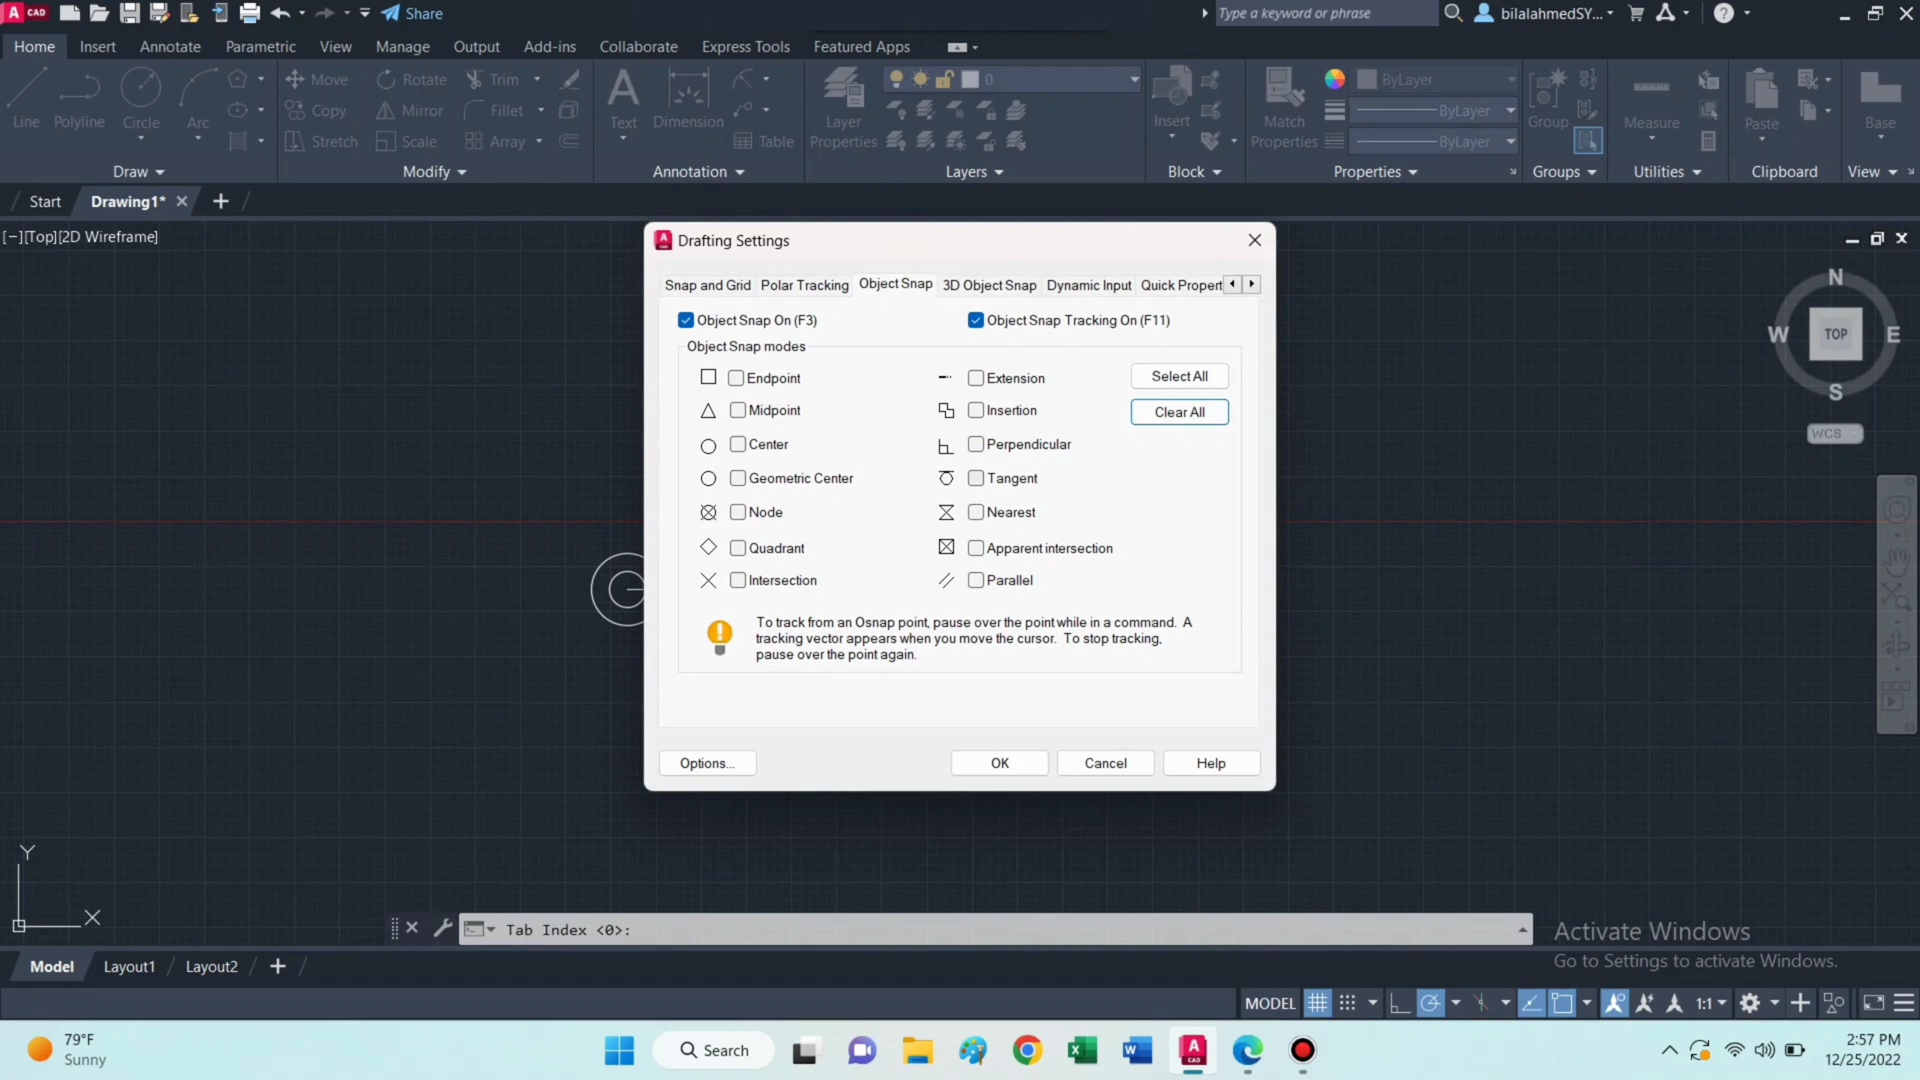 A CAD
Share
Type a keyword or phrase
bilalahmedSY...
Home Insert Annotate Parametric View Manage Output Add-ins Collaborate Express Tools Featured Apps
Line Polyline Circle Arc
Move Rotate Trim
Copy Mirror Fillet
Stretch Scale Array
Text Dimension Table
Layer Properties
0
Insert
Match Properties
ByLayer
ByLayer
ByLayer
Group
Measure
Paste
Base
Draw Modify Annotation Layers Block Properties Groups Utilities Clipboard View
Start Drawing1*
[−][Top][2D Wireframe]
N
W TOP E
S
WCS
Drafting Settings
Snap and Grid Polar Tracking Object Snap 3D Object Snap Dynamic Input Quick Propert
Object Snap On (F3) Object Snap Tracking On (F11)
Object Snap modes
Endpoint Extension Select All
Midpoint Insertion Clear All
Center Perpendicular
Geometric Center Tangent
Node Nearest
Quadrant Apparent intersection
Intersection Parallel
To track from an Osnap point, pause over the point while in a command. A
tracking vector appears when you move the cursor. To stop tracking,
pause over the point again.
Options... OK Cancel Help
Y
X
Tab Index <0>:
Activate Windows
Go to Settings to activate Windows.
Model Layout1 Layout2
MODEL 1:1
79°F
Sunny
Search
2:57 PM
12/25/2022